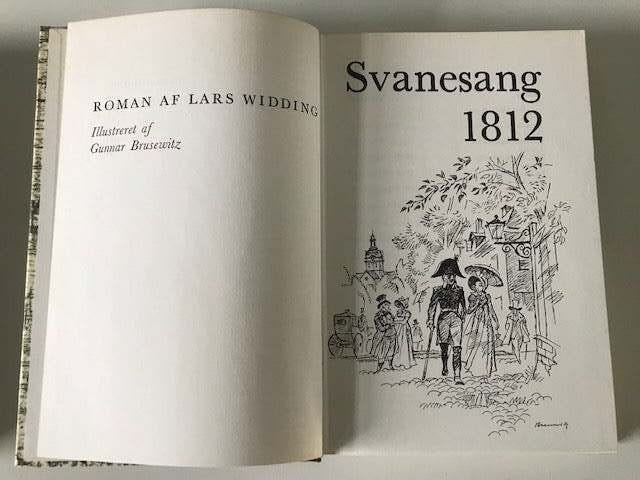 ROMAN AF LARS WIDDING
Illustreret af
Gunnar Brusewitz
Svanesang
1812